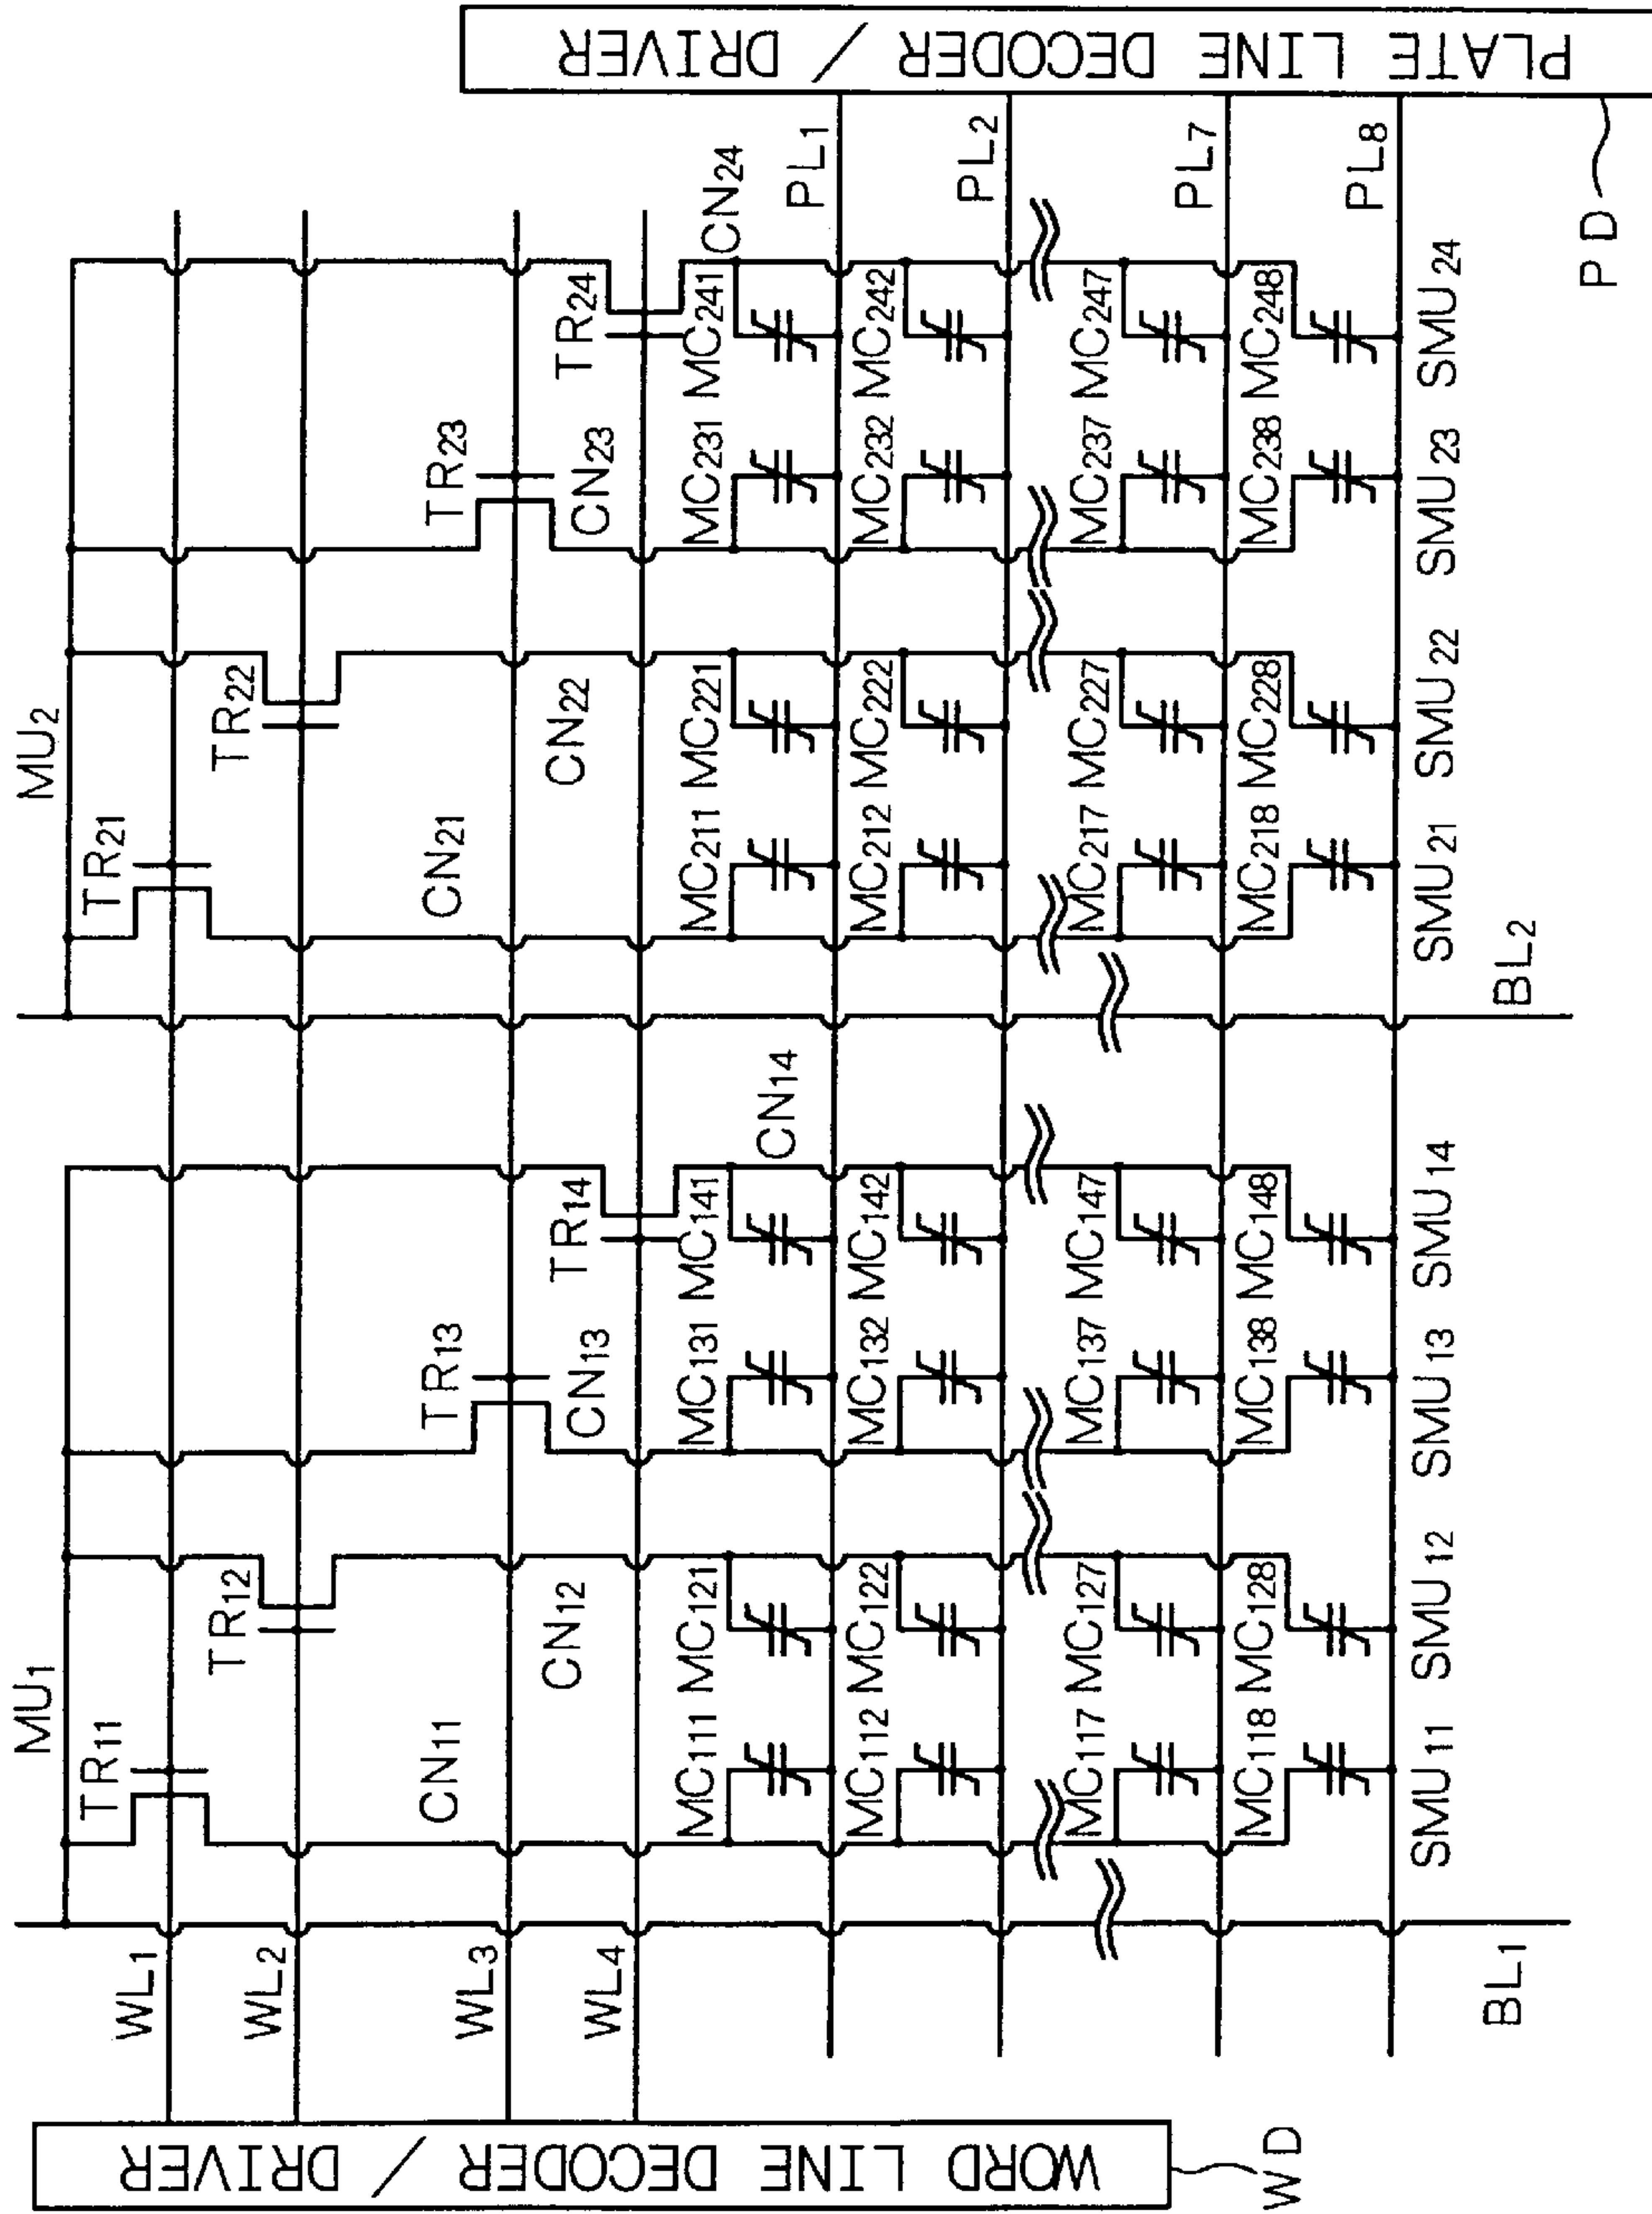 MU1
MU2
TR11
TR12
TR13
TR14
TR21
TR22
TR23
TR24
WL1
WL2
WL3
WL4
CN11
CN12
CN13
CN14
CN21
CN22
CN23
CN24
MC111 MC121
MC131 MC141
MC211 MC221
MC231 MC241
PL1
MC112 MC122
MC132 MC142
MC212 MC222
MC232 MC242
PL2
MC117 MC127
MC137 MC147
MC217 MC227
MC237 MC247
PL7
MC118 MC128
MC138 MC148
MC218 MC228
MC238 MC248
PL8
SMU11 SMU12 SMU13 SMU14
SMU21 SMU22 SMU23 SMU24
BL1
BL2
WORD LINE DECODER / DRIVER
WD
PLATE LINE DECODER / DRIVER
PD